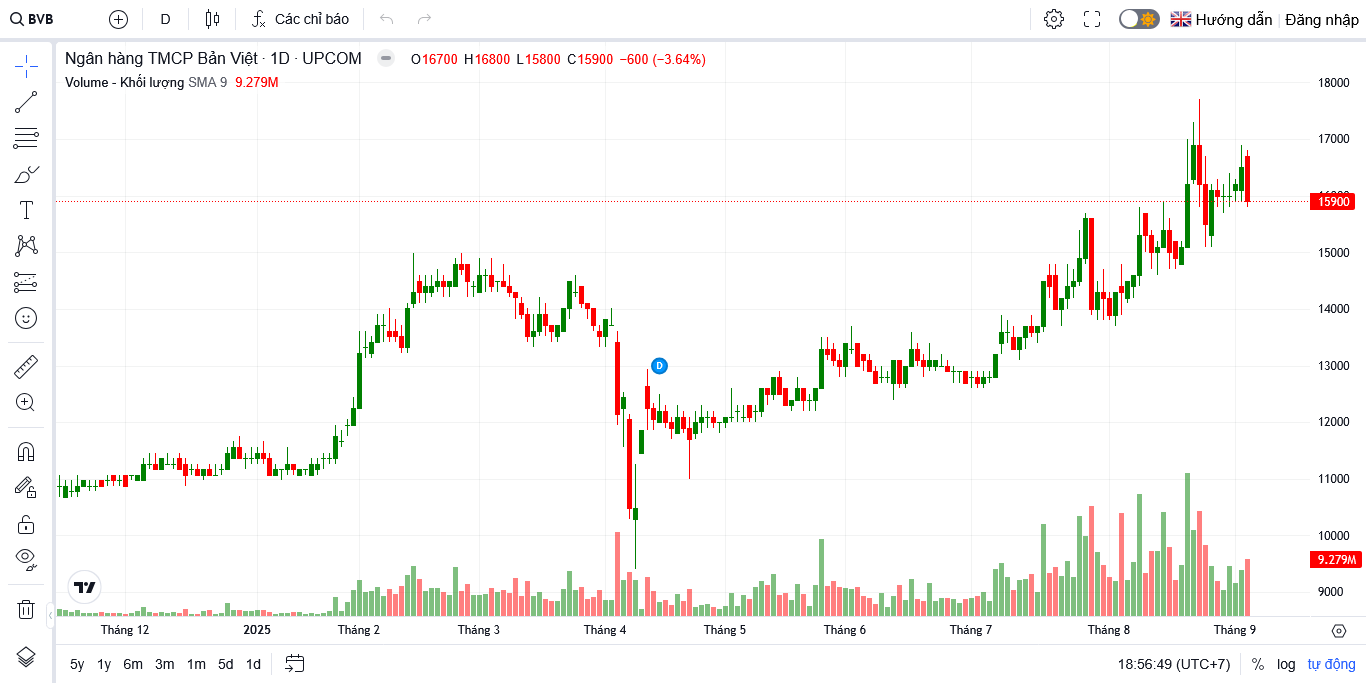 BVB D Các chỉ báo Hướng dẫn Đăng nhập
Ngân hàng TMCP Bản Việt · 1D · UPCOM O16700 H16800 L15800 C15900 −600 (−3.64%)
Volume - Khối lượng SMA 9 9.279M
18000
17000
16000
15900
15000
14000
13000
D
12000
11000
10000
9.279M
9000
Tháng 12 2025 Tháng 2 Tháng 3 Tháng 4 Tháng 5 Tháng 6 Tháng 7 Tháng 8 Tháng 9
5y 1y 6m 3m 1m 5d 1d 18:56:49 (UTC+7) % log tự động